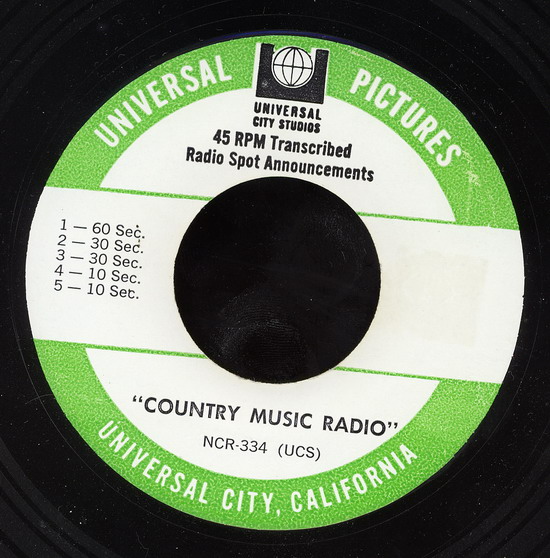 UNIVERSAL PICTURES
UNIVERSAL
CITY STUDIOS
45 RPM Transcribed
Radio Spot Announcements
1 — 60 Sec.
2 — 30 Sec.
3 — 30 Sec.
4 — 10 Sec.
5 — 10 Sec.
"COUNTRY MUSIC RADIO"
NCR-334 (UCS)
UNIVERSAL CITY, CALIFORNIA